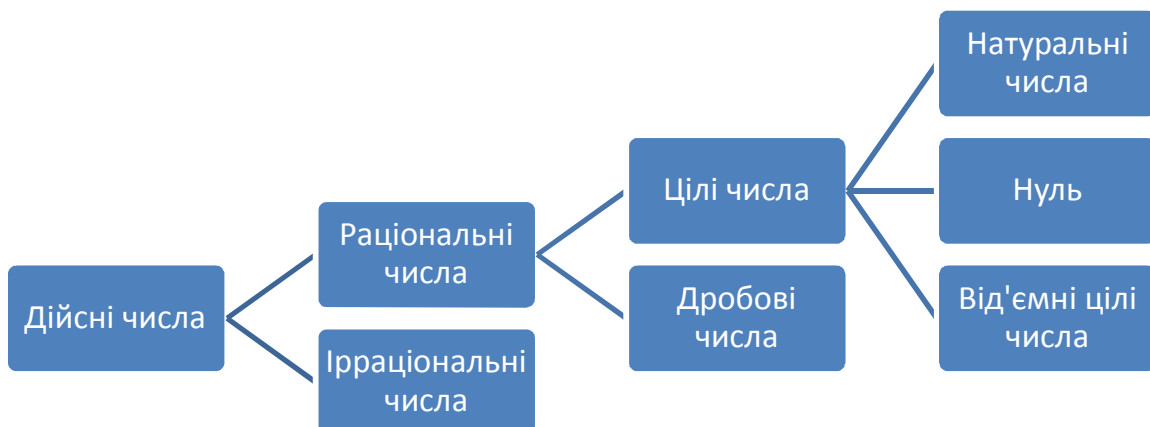 Дійсні числа
Раціональні
числа
Ірраціональні
числа
Цілі числа
Дробові
числа
Натуральні
числа
Нуль
Від'ємні цілі
числа